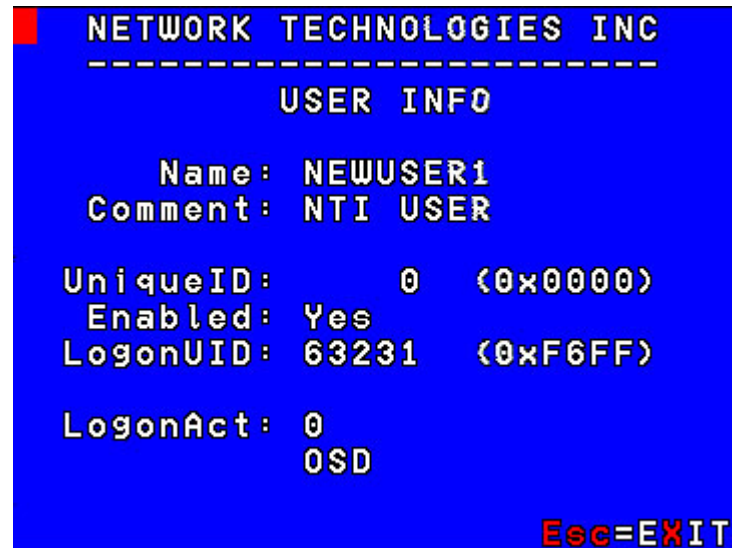 NETWORK TECHNOLOGIES INC
------------------------
USER INFO
Name: NEWUSER1
Comment: NTI USER
UniqueID: 0 (0x0000)
Enabled: Yes
LogonUID: 63231 (0xF6FF)
LogonAct: 0
OSD
Esc=EXIT